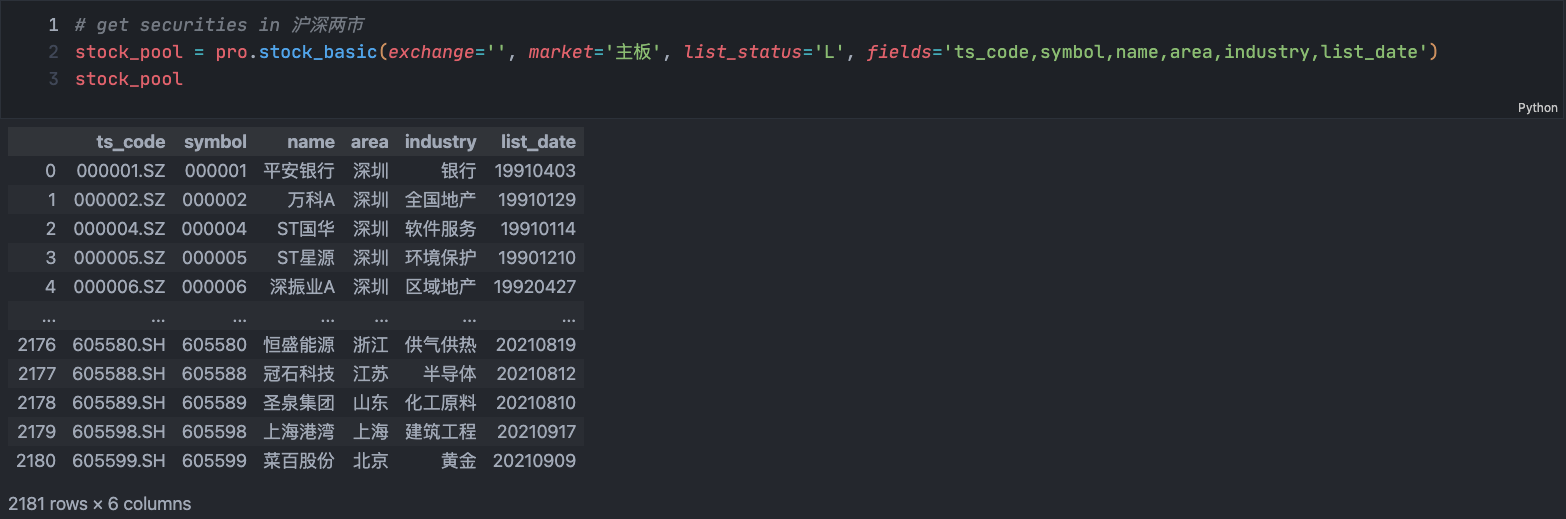 1 # get securities in 沪深两市
2 stock_pool = pro.stock_basic(exchange='', market='主板', list_status='L', fields='ts_code,symbol,name,area,industry,list_date')
3 stock_pool
Python
ts_code symbol name area industry list_date
0 000001.SZ 000001 平安银行 深圳 银行 19910403
1 000002.SZ 000002 万科A 深圳 全国地产 19910129
2 000004.SZ 000004 ST国华 深圳 软件服务 19910114
3 000005.SZ 000005 ST星源 深圳 环境保护 19901210
4 000006.SZ 000006 深振业A 深圳 区域地产 19920427
... ... ... ... ... ... ...
2176 605580.SH 605580 恒盛能源 浙江 供气供热 20210819
2177 605588.SH 605588 冠石科技 江苏 半导体 20210812
2178 605589.SH 605589 圣泉集团 山东 化工原料 20210810
2179 605598.SH 605598 上海港湾 上海 建筑工程 20210917
2180 605599.SH 605599 菜百股份 北京 黄金 20210909
2181 rows × 6 columns